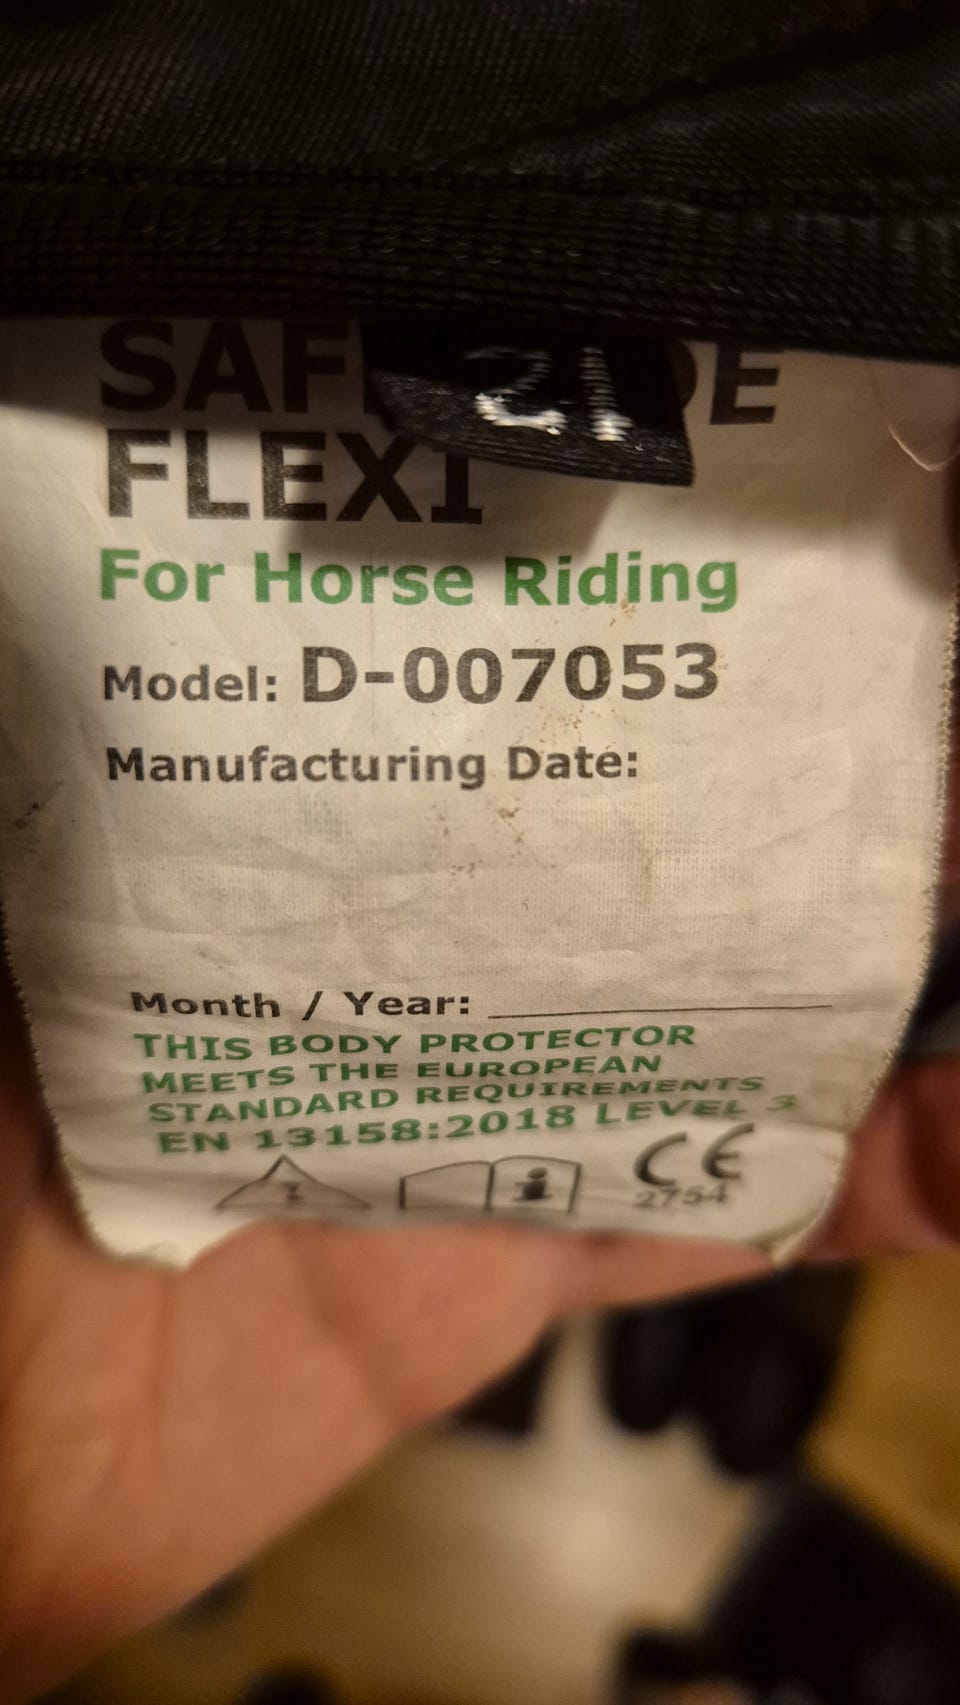 21
FLEXI
For Horse Riding
Model: D-007053
Manufacturing Date:
Month / Year:
THIS BODY PROTECTOR
MEETS THE EUROPEAN
STANDARD REQUIREMENTS
EN 13158:2018 LEVEL 3
i
CE
2754